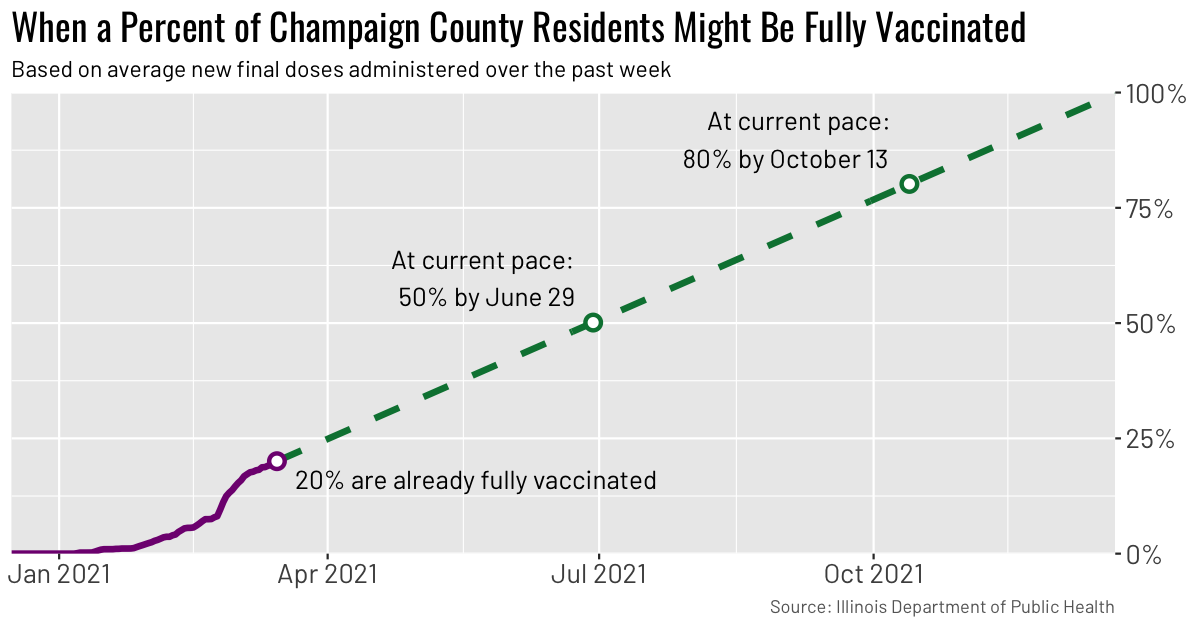 When a Percent of Champaign County Residents Might Be Fully Vaccinated
Based on average new final doses administered over the past week
100%
At current pace:
80% by October 13
75%
At current pace:
50% by June 29
50%
25%
20% are already fully vaccinated
0%
Jan 2021 Apr 2021 Jul 2021 Oct 2021
Source: Illinois Department of Public Health